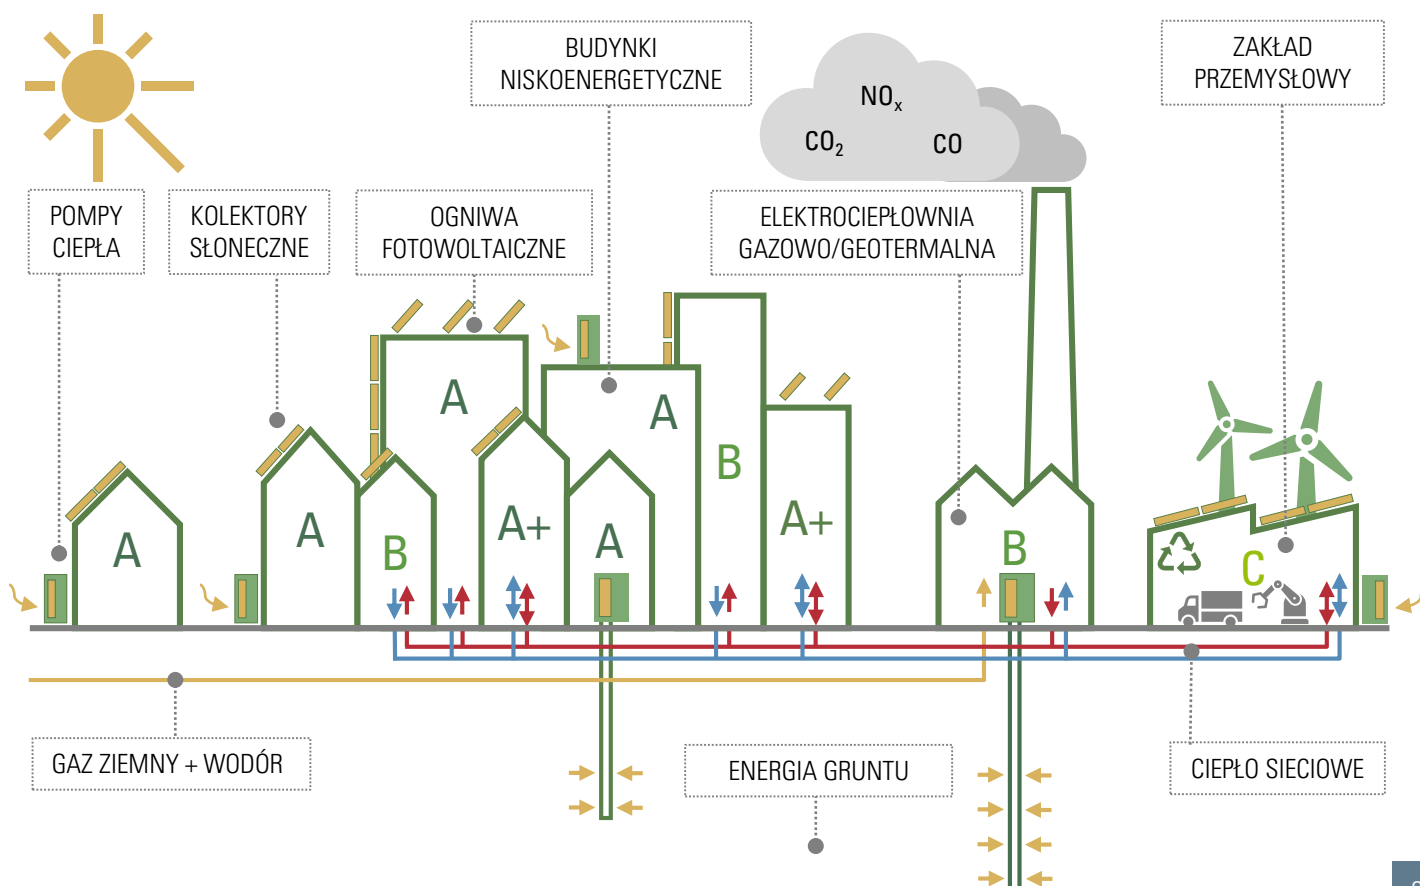 BUDYNKI
NISKOENERGETYCZNE
ZAKŁAD
PRZEMYSŁOWY
NOx
CO2
CO
POMPY
CIEPŁA
KOLEKTORY
SŁONECZNE
OGNIWA
FOTOWOLTAICZNE
ELEKTROCIEPŁOWNIA
GAZOWO/GEOTERMALNA
A
A
B
A
A+
A
A
B
A+
B
C
GAZ ZIEMNY + WODÓR
ENERGIA GRUNTU
CIEPŁO SIECIOWE